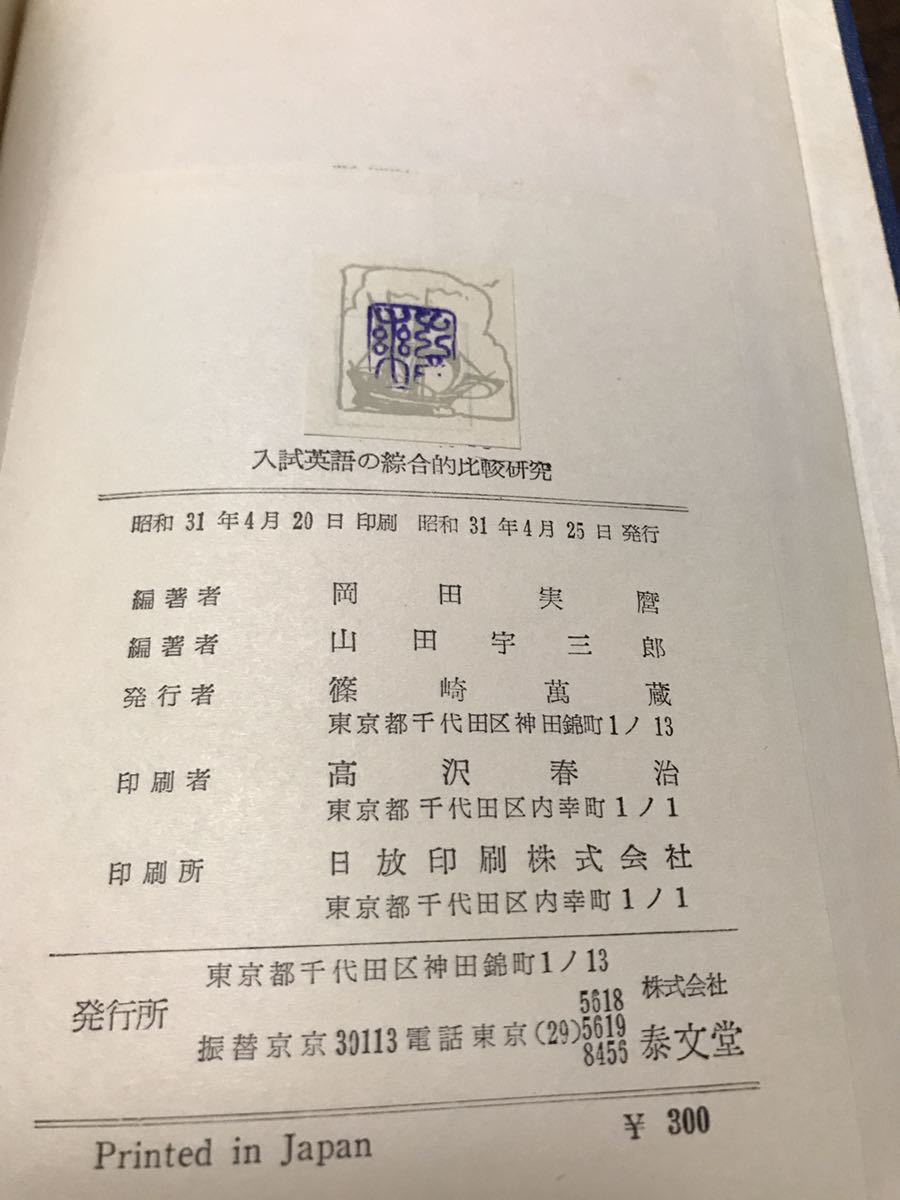 入試英語の綜合的比較研究
昭和 31 年4月 20 日 印刷 昭和 31 年4月 25 日 発行
編著者 岡田実麿
編著者 山田宇三郎
発行者 篠崎萬蔵
東京都千代田区神田錦町1ノ13
印刷者 高沢春治
東京都千代田区内幸町1ノ1
印刷所 日放印刷株式会社
東京都千代田区内幸町1ノ1
発行所
東京都千代田区神田錦町1ノ13
振替京京30113電話東京(29)5618
5619
8456
株式会社
泰文堂
Printed in Japan ¥ 300